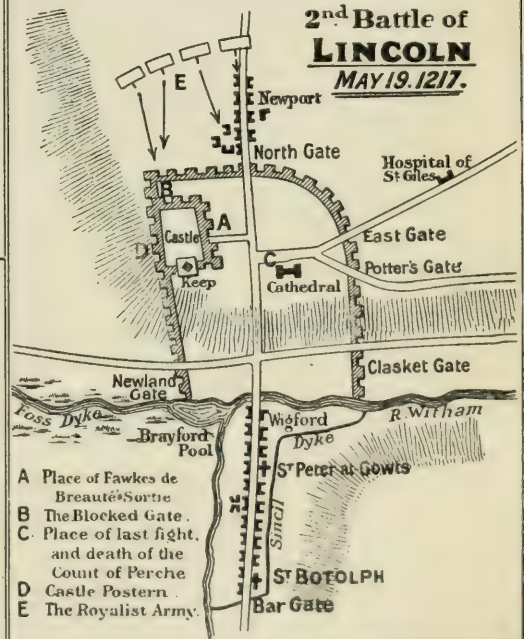 2nd Battle of
LINCOLN
MAY 19. 1217.
E
Newport
North Gate
Hospital of
St Giles
B
A
Castle
D
Keep
C
Cathedral
East Gate
Potter's Gate
Clasket Gate
Newland
Gate
Foss Dyke
Brayford
Pool
Wigford
Dyke
R. Witham
St Peter at Gowts
Sincil
St BOTOLPH
Bar Gate
A Place of Fawkes de
Breauté's Sortie
B The Blocked Gate.
C Place of last fight,
and death of the
Count of Perche
D Castle Postern.
E The Royalist Army.